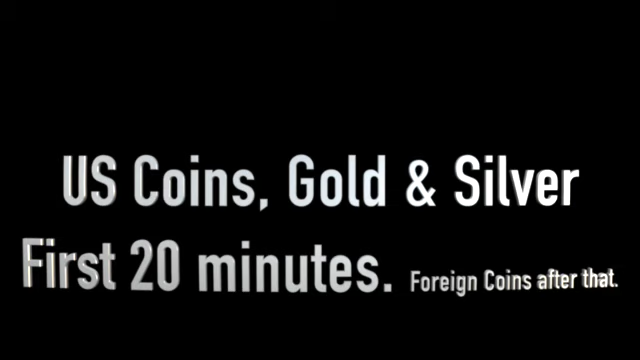 US Coins, Gold & Silver
First 20 minutes. Foreign Coins after that.